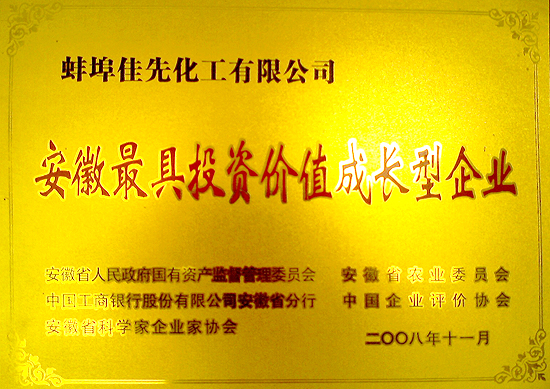 蚌埠佳先化工有限公司
安徽最具投资价值成长型企业
安徽省人民政府国有资产监督管理委员会 安徽省农业委员会
中国工商银行股份有限公司安徽省分行 中国企业评价协会
安徽省科学家企业家协会
二〇〇八年十一月